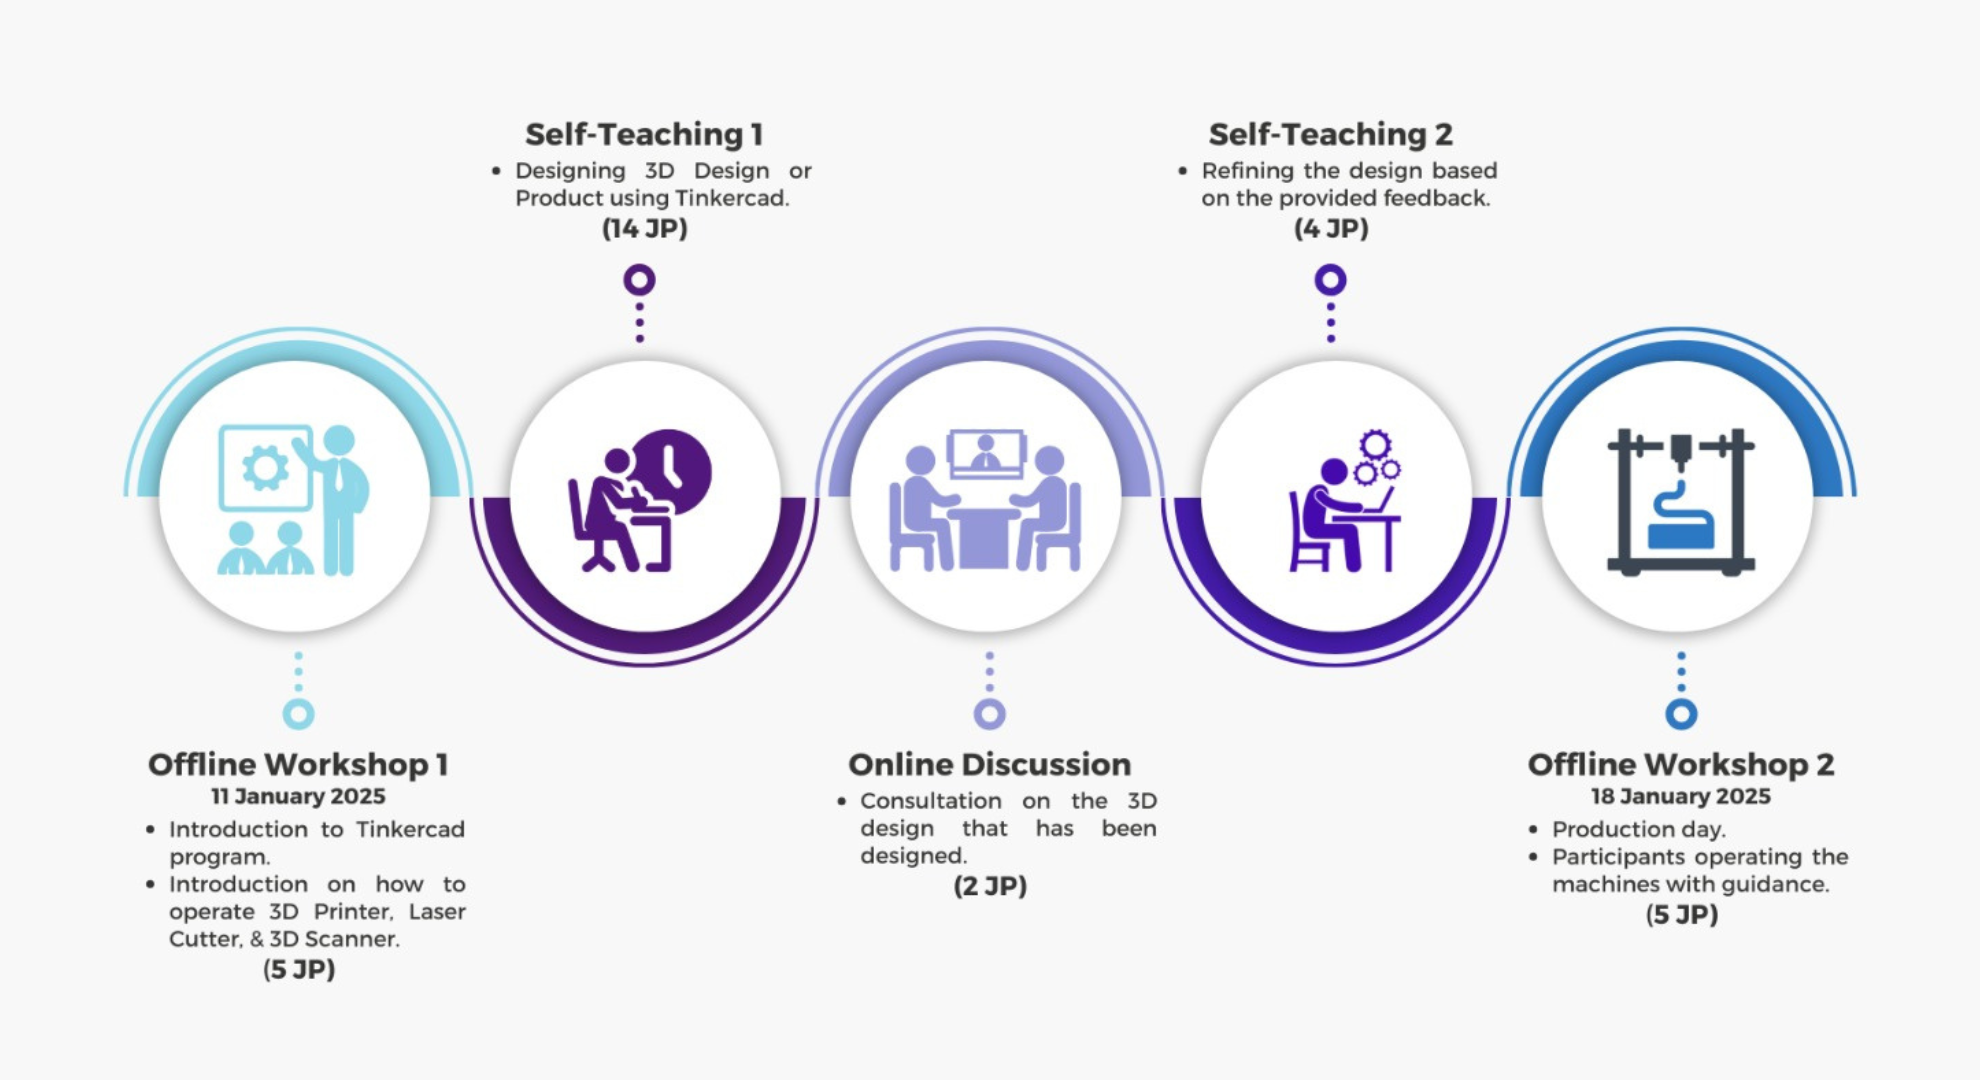 Offline Workshop 1
11 January 2025
• Introduction to Tinkercad
program.
• Introduction on how to
operate 3D Printer, Laser
Cutter, & 3D Scanner.
(5 JP)
Self-Teaching 1
• Designing 3D Design or
Product using Tinkercad.
(14 JP)
Online Discussion
• Consultation on the 3D
design that has been
designed.
(2 JP)
Self-Teaching 2
• Refining the design based
on the provided feedback.
(4 JP)
Offline Workshop 2
18 January 2025
• Production day.
• Participants operating the
machines with guidance.
(5 JP)